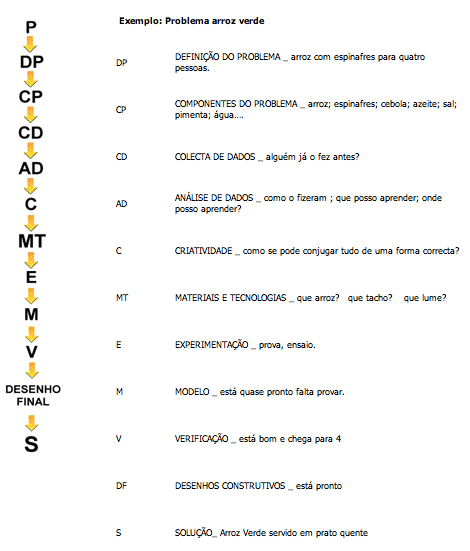 P
DP
CP
CD
AD
C
MT
E
M
V
DESENHO
FINAL
S
Exemplo: Problema arroz verde
DP DEFINIÇÃO DO PROBLEMA _ arroz com espinafres para quatro
pessoas.
CP COMPONENTES DO PROBLEMA _ arroz; espinafres; cebola; azeite; sal;
pimenta; água....
CD COLECTA DE DADOS _ alguém já o fez antes?
AD ANÁLISE DE DADOS _ como o fizeram ; que posso aprender; onde
posso aprender?
C CRIATIVIDADE _ como se pode conjugar tudo de uma forma correcta?
MT MATERIAIS E TECNOLOGIAS _ que arroz? que tacho? que lume?
E EXPERIMENTAÇÃO _ prova, ensaio.
M MODELO _ está quase pronto falta provar.
V VERIFICAÇÃO _ está bom e chega para 4
DF DESENHOS CONSTRUTIVOS _ está pronto
S SOLUÇÃO_ Arroz Verde servido em prato quente